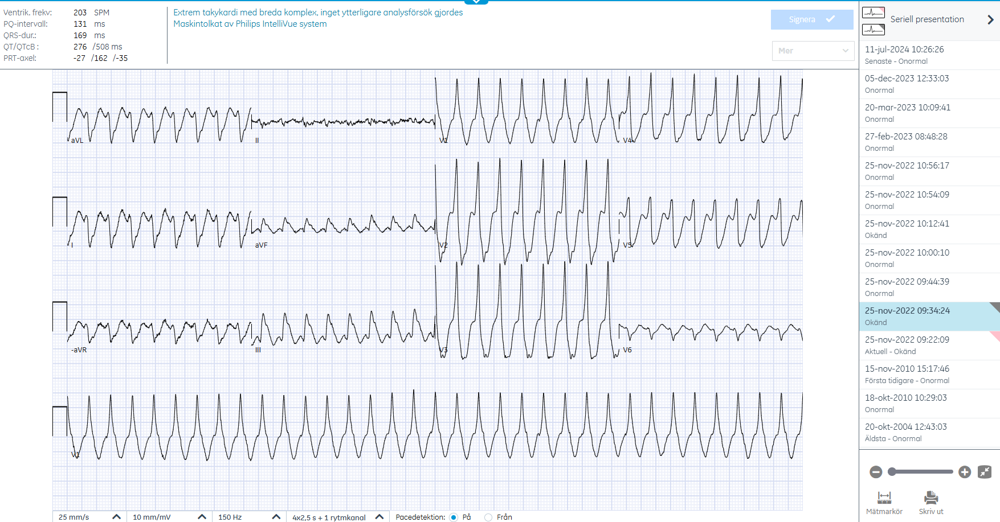 Ventrik. frekv: 203 SPM
PQ-intervall: 131 ms
QRS-dur.: 169 ms
QT/QTcB : 276 /508 ms
PRT-axel: -27 /162 /-35
Extrem takykardi med breda komplex, inget ytterligare analysförsök gjordes
Maskintolkat av Philips IntelliVue system
Signera
Mer
aVL II V1 V4
I aVF V2 V5
-aVR III V3 V6
V1
25 mm/s 10 mm/mV 150 Hz 4x2,5 s + 1 rytmkanal Pacedetektion: På Från
Seriell presentation
11-jul-2024 10:26:26
Senaste - Onormal
05-dec-2023 12:33:03
Onormal
20-mar-2023 10:09:41
Onormal
27-feb-2023 08:48:28
Onormal
25-nov-2022 10:56:17
Onormal
25-nov-2022 10:54:09
Onormal
25-nov-2022 10:12:41
Okänd
25-nov-2022 10:00:10
Onormal
25-nov-2022 09:44:39
Onormal
25-nov-2022 09:34:24
Okänd
25-nov-2022 09:22:09
Aktuell - Okänd
15-nov-2010 15:17:46
Första tidigare - Onormal
18-okt-2010 10:29:03
Onormal
20-okt-2004 12:43:03
Äldsta - Onormal
Mätmarkör Skriv ut